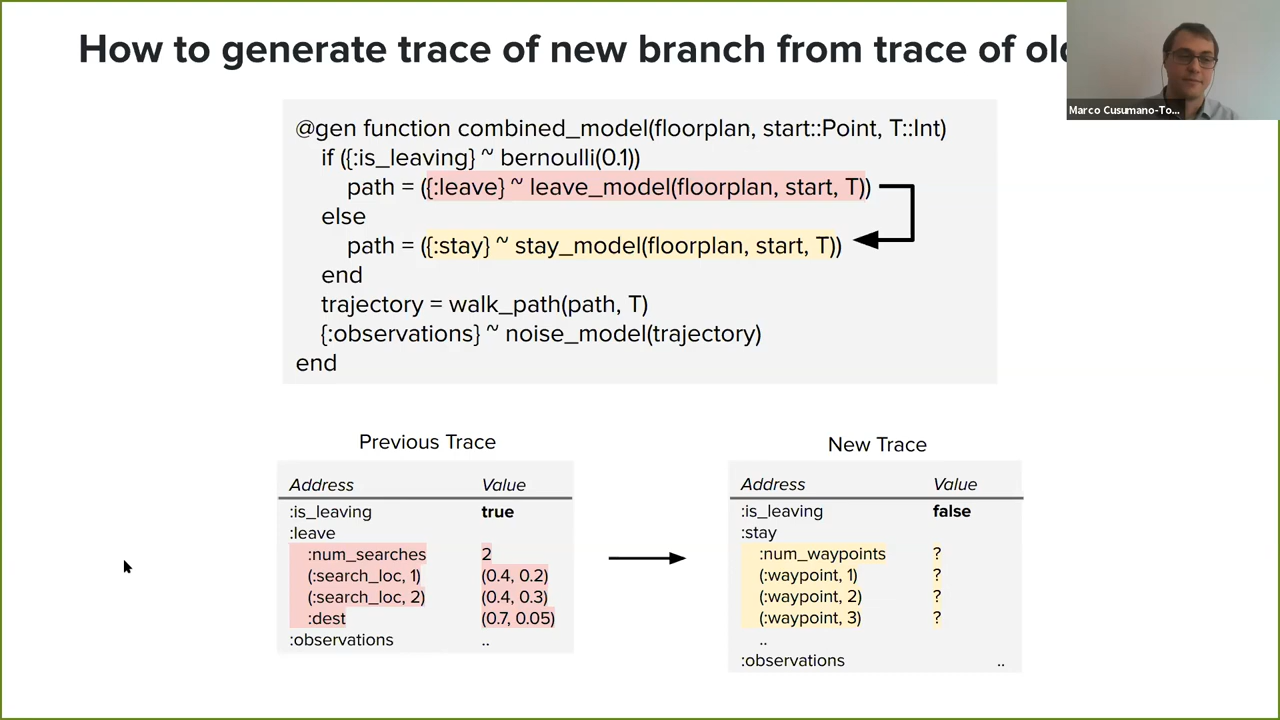 How to generate trace of new branch from trace of old
Marco Cusumano-To...
@gen function combined_model(floorplan, start::Point, T::Int)
if ({:is_leaving} ~ bernoulli(0.1))
path = ({:leave} ~ leave_model(floorplan, start, T))
else
path = ({:stay} ~ stay_model(floorplan, start, T))
end
trajectory = walk_path(path, T)
{:observations} ~ noise_model(trajectory)
end
Previous Trace
Address Value
:is_leaving true
:leave
:num_searches 2
(:search_loc, 1) (0.4, 0.2)
(:search_loc, 2) (0.4, 0.3)
:dest (0.7, 0.05)
:observations ..
New Trace
Address Value
:is_leaving false
:stay
:num_waypoints ?
(:waypoint, 1) ?
(:waypoint, 2) ?
(:waypoint, 3) ?
..
:observations ..